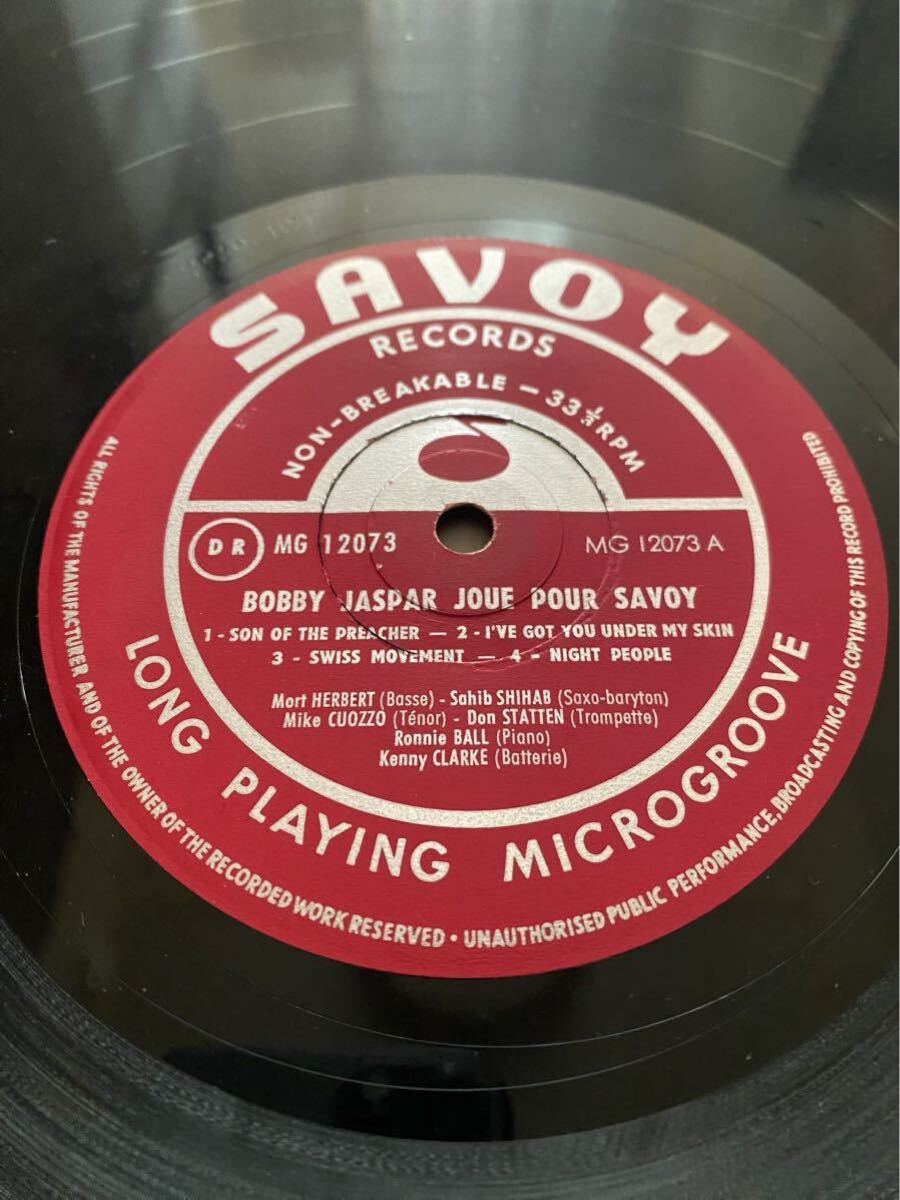 SAVOY
RECORDS
NON-BREAKABLE — 33 1/3 RPM
DR MG 12073 MG 12073 A
BOBBY JASPAR JOUE POUR SAVOY
1 - SON OF THE PREACHER — 2 - I'VE GOT YOU UNDER MY SKIN
3 - SWISS MOVEMENT — 4 - NIGHT PEOPLE
Mort HERBERT (Basse) - Sahib SHIHAB (Saxo-baryton)
Mike CUOZZO (Ténor) - Don STATTEN (Trompette)
Ronnie BALL (Piano)
Kenny CLARKE (Batterie)
LONG PLAYING MICROGROOVE
ALL RIGHTS OF THE MANUFACTURER AND OF THE OWNER OF THE RECORDED WORK RESERVED • UNAUTHORISED PUBLIC PERFORMANCE, BROADCASTING AND COPYING OF THIS RECORD PROHIBITED